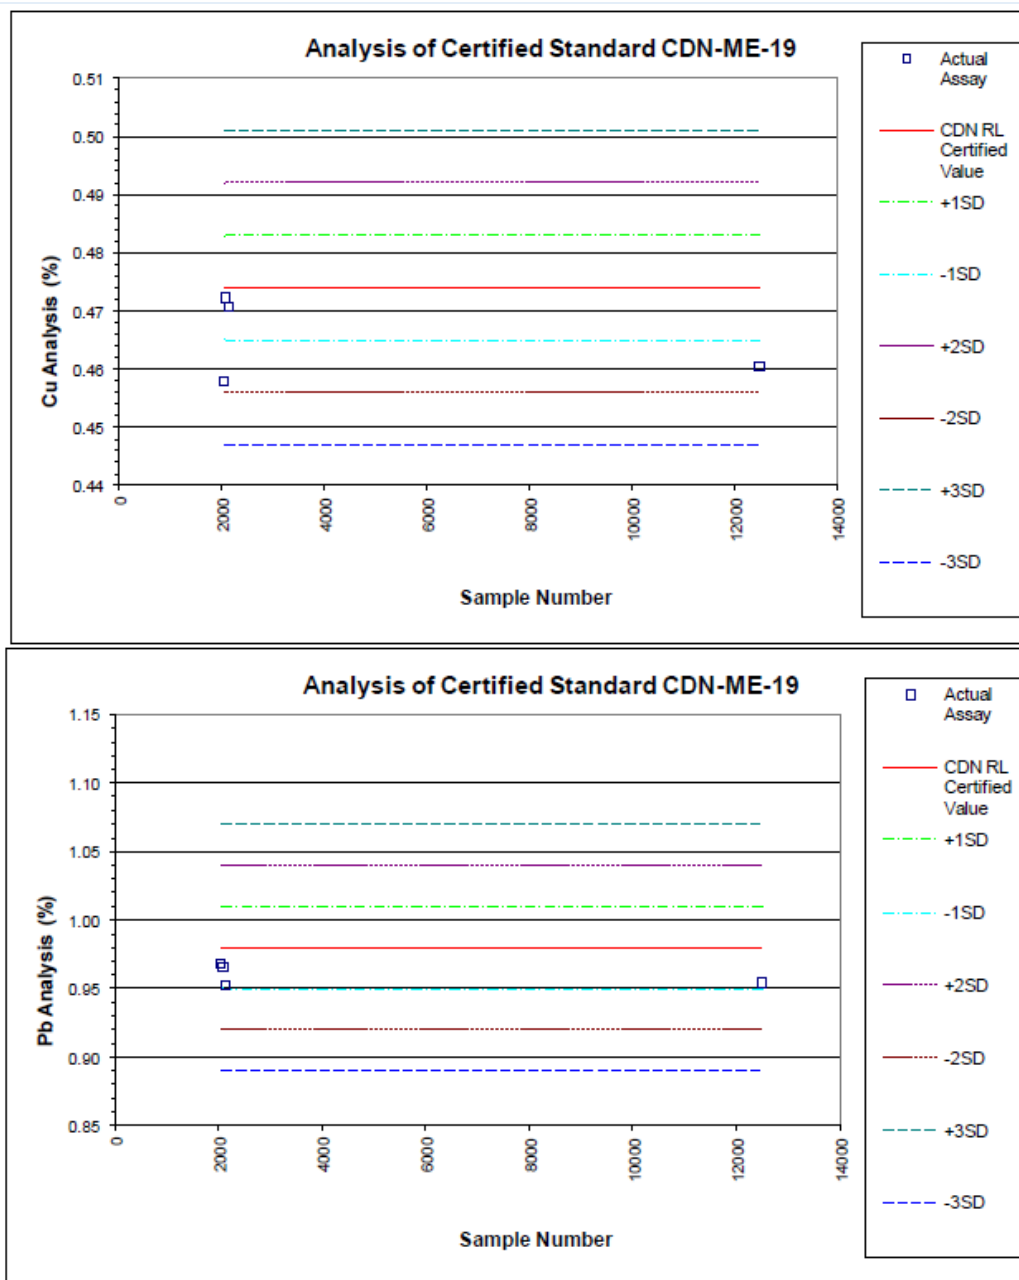 Analysis of Certified Standard CDN-ME-19
0.51
0.50
0.49
0.48
0.47
0.46
0.45
0.44
Cu Analysis (%)
0
2000
4000
6000
8000
10000
12000
14000
Sample Number
Actual
Assay
CDN RL
Certified
Value
+1SD
-1SD
+2SD
-2SD
+3SD
-3SD
Analysis of Certified Standard CDN-ME-19
1.15
1.10
1.05
1.00
0.95
0.90
0.85
Pb Analysis (%)
0
2000
4000
6000
8000
10000
12000
14000
Sample Number
Actual
Assay
CDN RL
Certified
Value
+1SD
-1SD
+2SD
-2SD
+3SD
-3SD